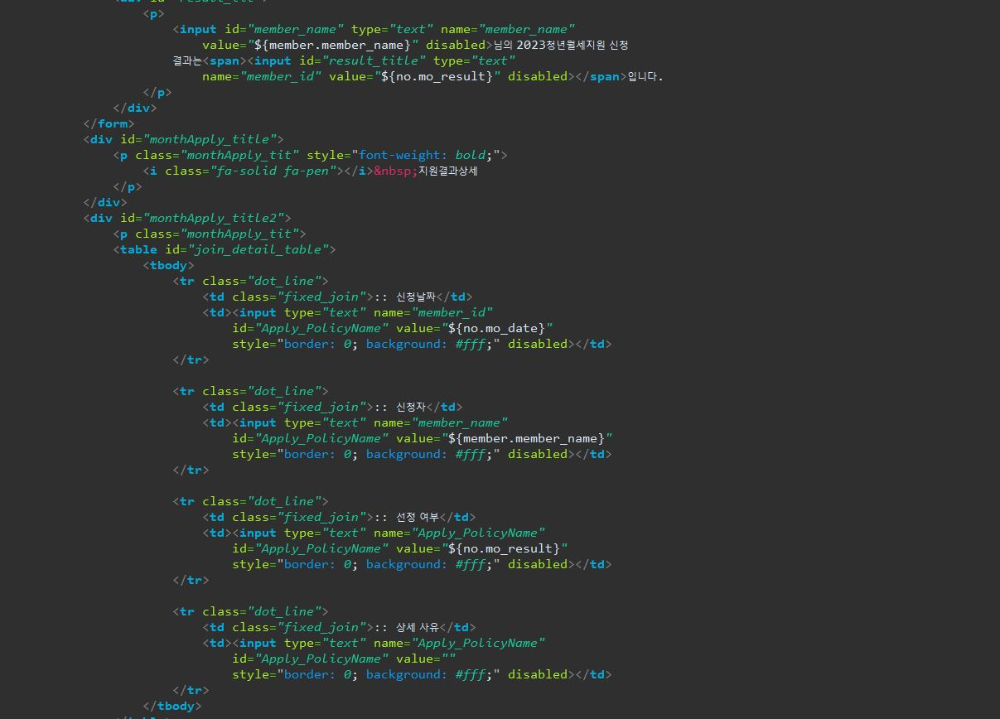 <div id="result_tit">
<p>
<input id="member_name" type="text" name="member_name"
value="${member.member_name}" disabled>님의 2023청년월세지원 신청
결과는<span><input id="result_title" type="text"
name="member_id" value="${no.mo_result}" disabled></span>입니다.
</p>
</div>
</form>
<div id="monthApply_title">
<p class="monthApply_tit" style="font-weight: bold;">
<i class="fa-solid fa-pen"></i>&nbsp;지원결과상세
</p>
</div>
<div id="monthApply_title2">
<p class="monthApply_tit">
<table id="join_detail_table">
<tbody>
<tr class="dot_line">
<td class="fixed_join">:: 신청날짜</td>
<td><input type="text" name="member_id"
id="Apply_PolicyName" value="${no.mo_date}"
style="border: 0; background: #fff;" disabled></td>
</tr>
<tr class="dot_line">
<td class="fixed_join">:: 신청자</td>
<td><input type="text" name="member_name"
id="Apply_PolicyName" value="${member.member_name}"
style="border: 0; background: #fff;" disabled></td>
</tr>
<tr class="dot_line">
<td class="fixed_join">:: 선정 여부</td>
<td><input type="text" name="Apply_PolicyName"
id="Apply_PolicyName" value="${no.mo_result}"
style="border: 0; background: #fff;" disabled></td>
</tr>
<tr class="dot_line">
<td class="fixed_join">:: 상세 사유</td>
<td><input type="text" name="Apply_PolicyName"
id="Apply_PolicyName" value=""
style="border: 0; background: #fff;" disabled></td>
</tr>
</tbody>